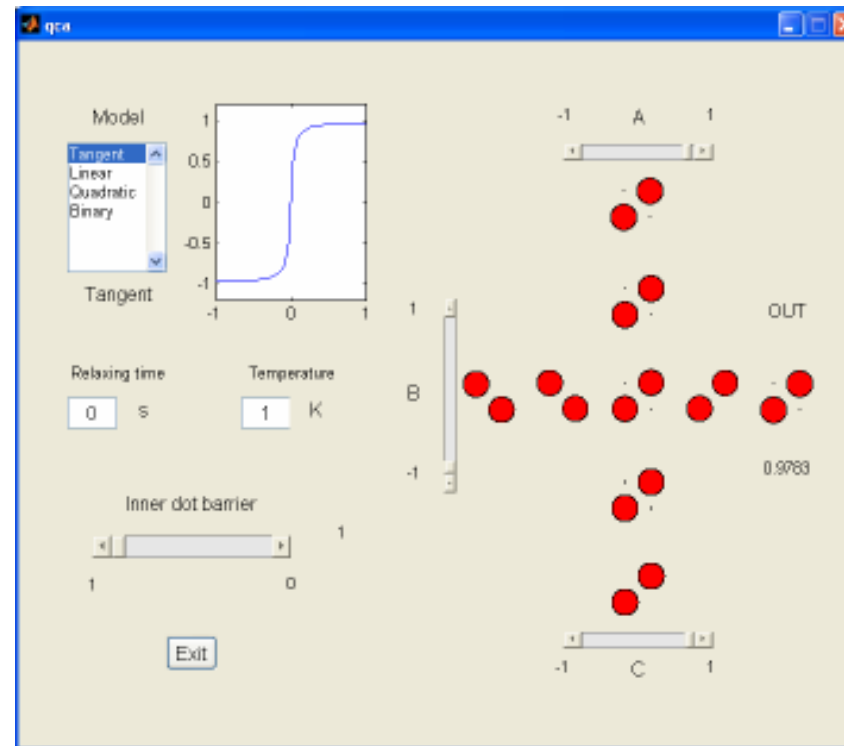 qca
Model
Tangent
Linear
Quadratic
Binary
Tangent
1
0.5
0
-0.5
-1
-1 0 1
-1 A 1
1
B
-1
OUT
0.9783
Relaxing time
0 s
Temperature
1 K
Inner dot barrier
1
1 0
Exit
-1 C 1